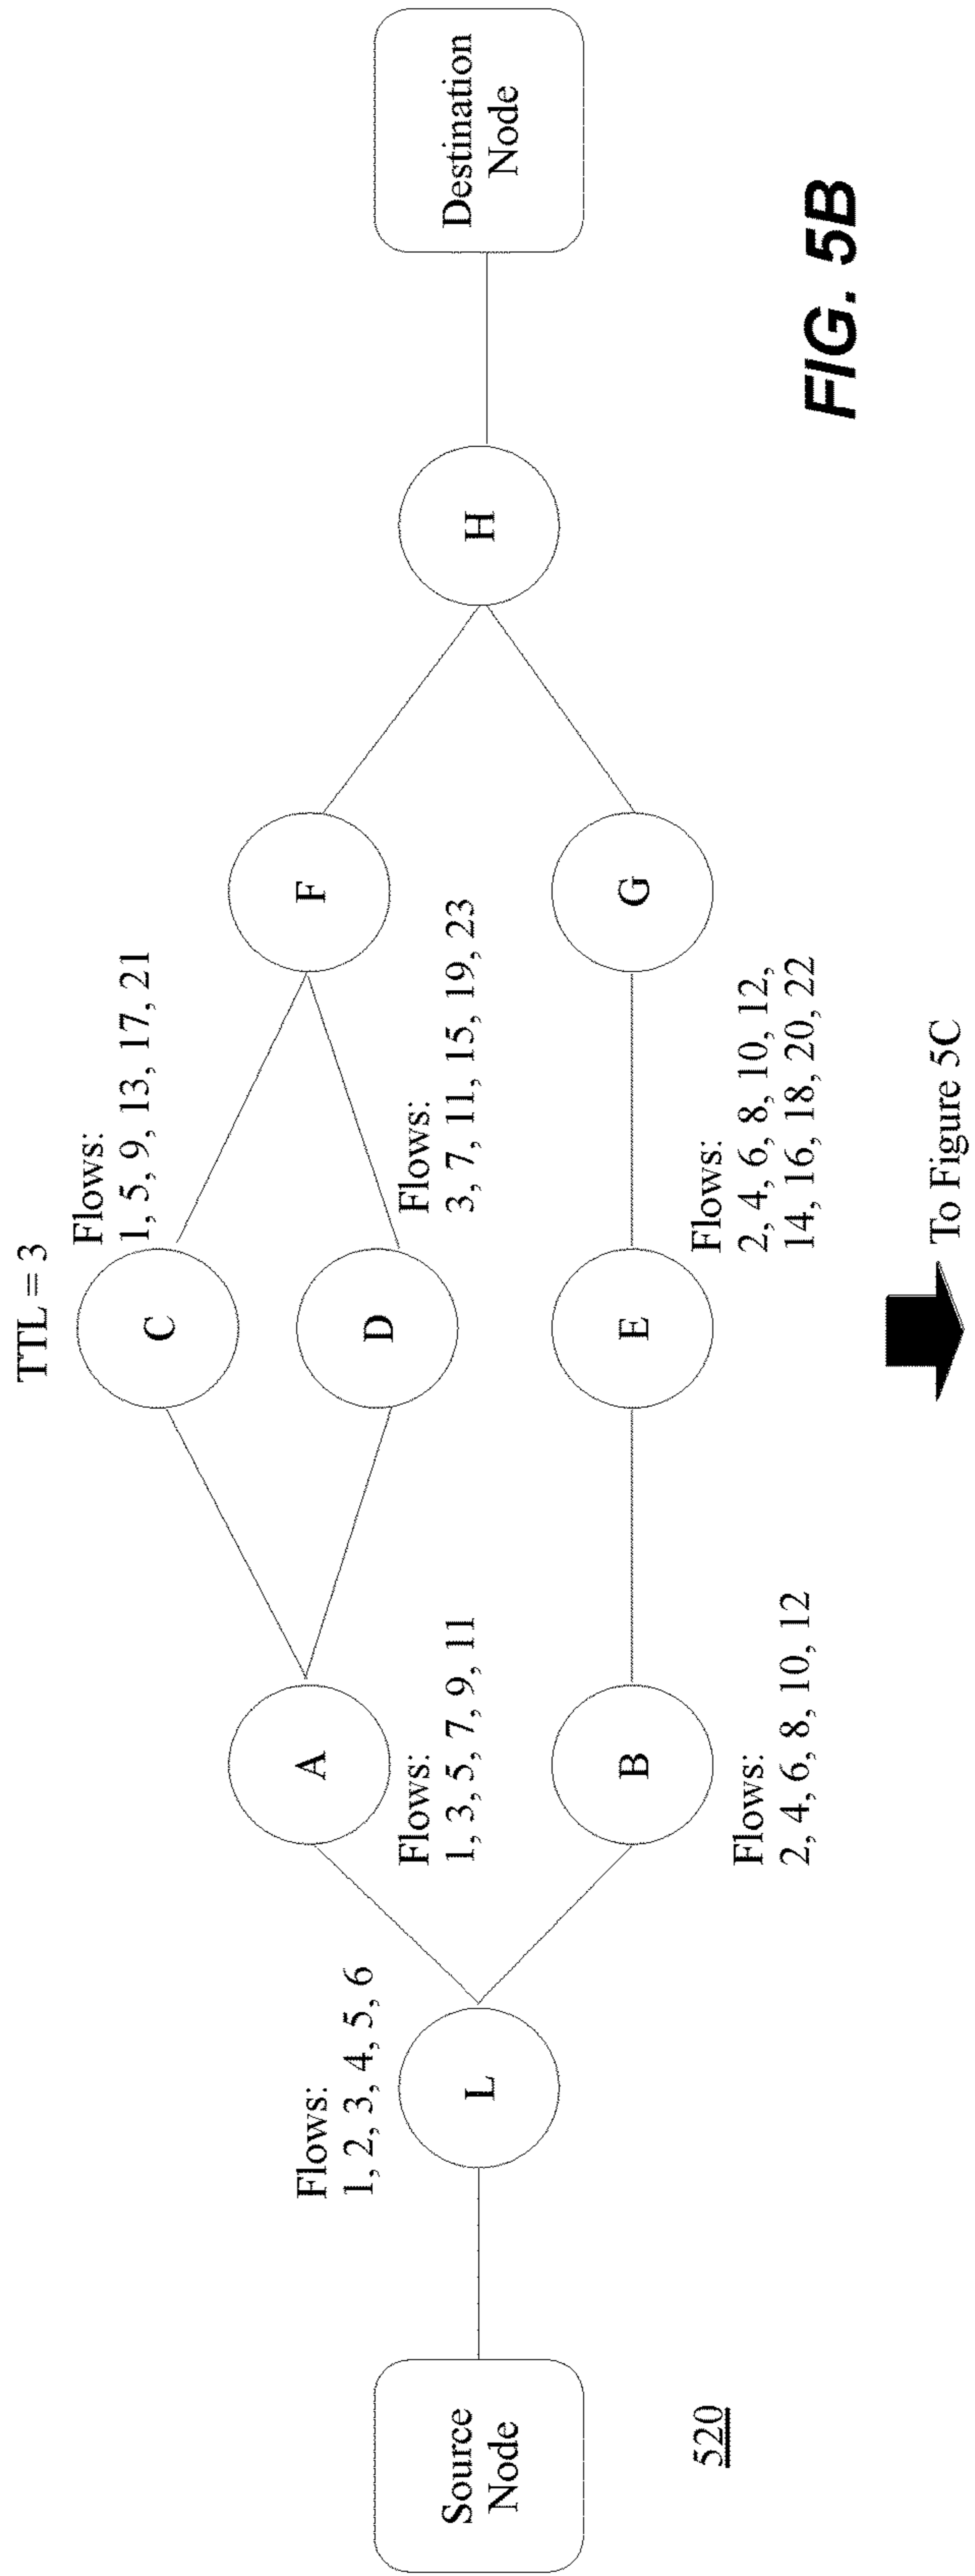 TTL = 3
Source
Node
Flows:
1, 2, 3, 4, 5, 6
L
A
Flows:
1, 3, 5, 7, 9, 11
B
Flows:
2, 4, 6, 8, 10, 12
C
Flows:
1, 5, 9, 13, 17, 21
D
Flows:
3, 7, 11, 15, 19, 23
E
Flows:
2, 4, 6, 8, 10, 12,
14, 16, 18, 20, 22
F
G
H
Destination
Node
520
To Figure 5C
FIG. 5B